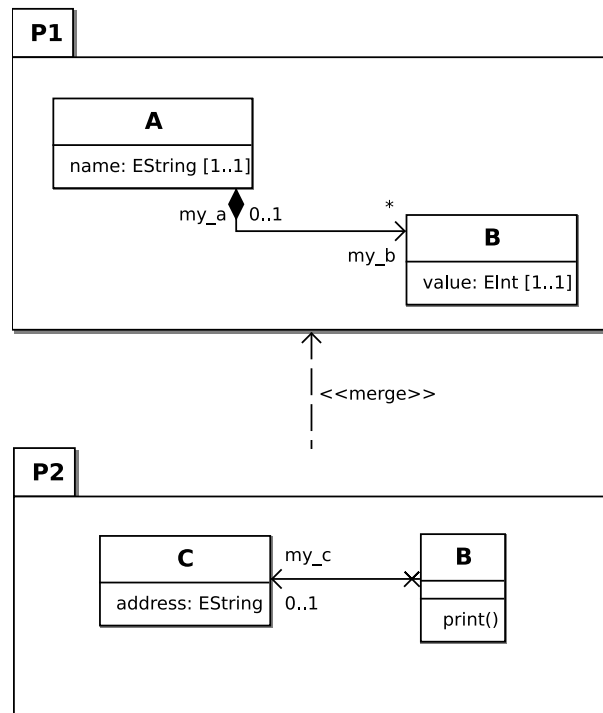 P1
A
name: EString [1..1]
my_a
0..1
*
my_b
B
value: EInt [1..1]
<<merge>>
P2
C
address: EString
my_c
0..1
B
print()